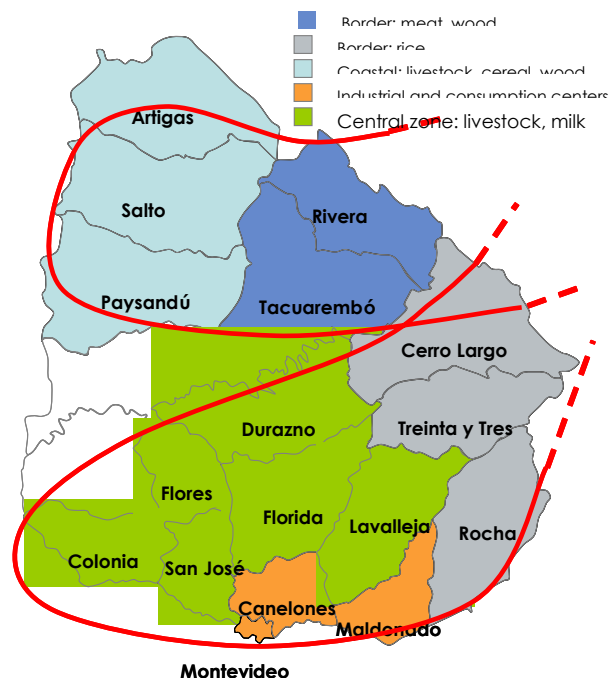 Border: meat, wood
Border: rice
Coastal: livestock, cereal, wood
Industrial and consumption centers
Central zone: livestock, milk
Artigas
Salto
Rivera
Paysandú
Tacuarembó
Cerro Largo
Durazno
Treinta y Tres
Flores
Florida
Lavalleja
Rocha
Colonia
San José
Canelones
Maldonado
Montevideo